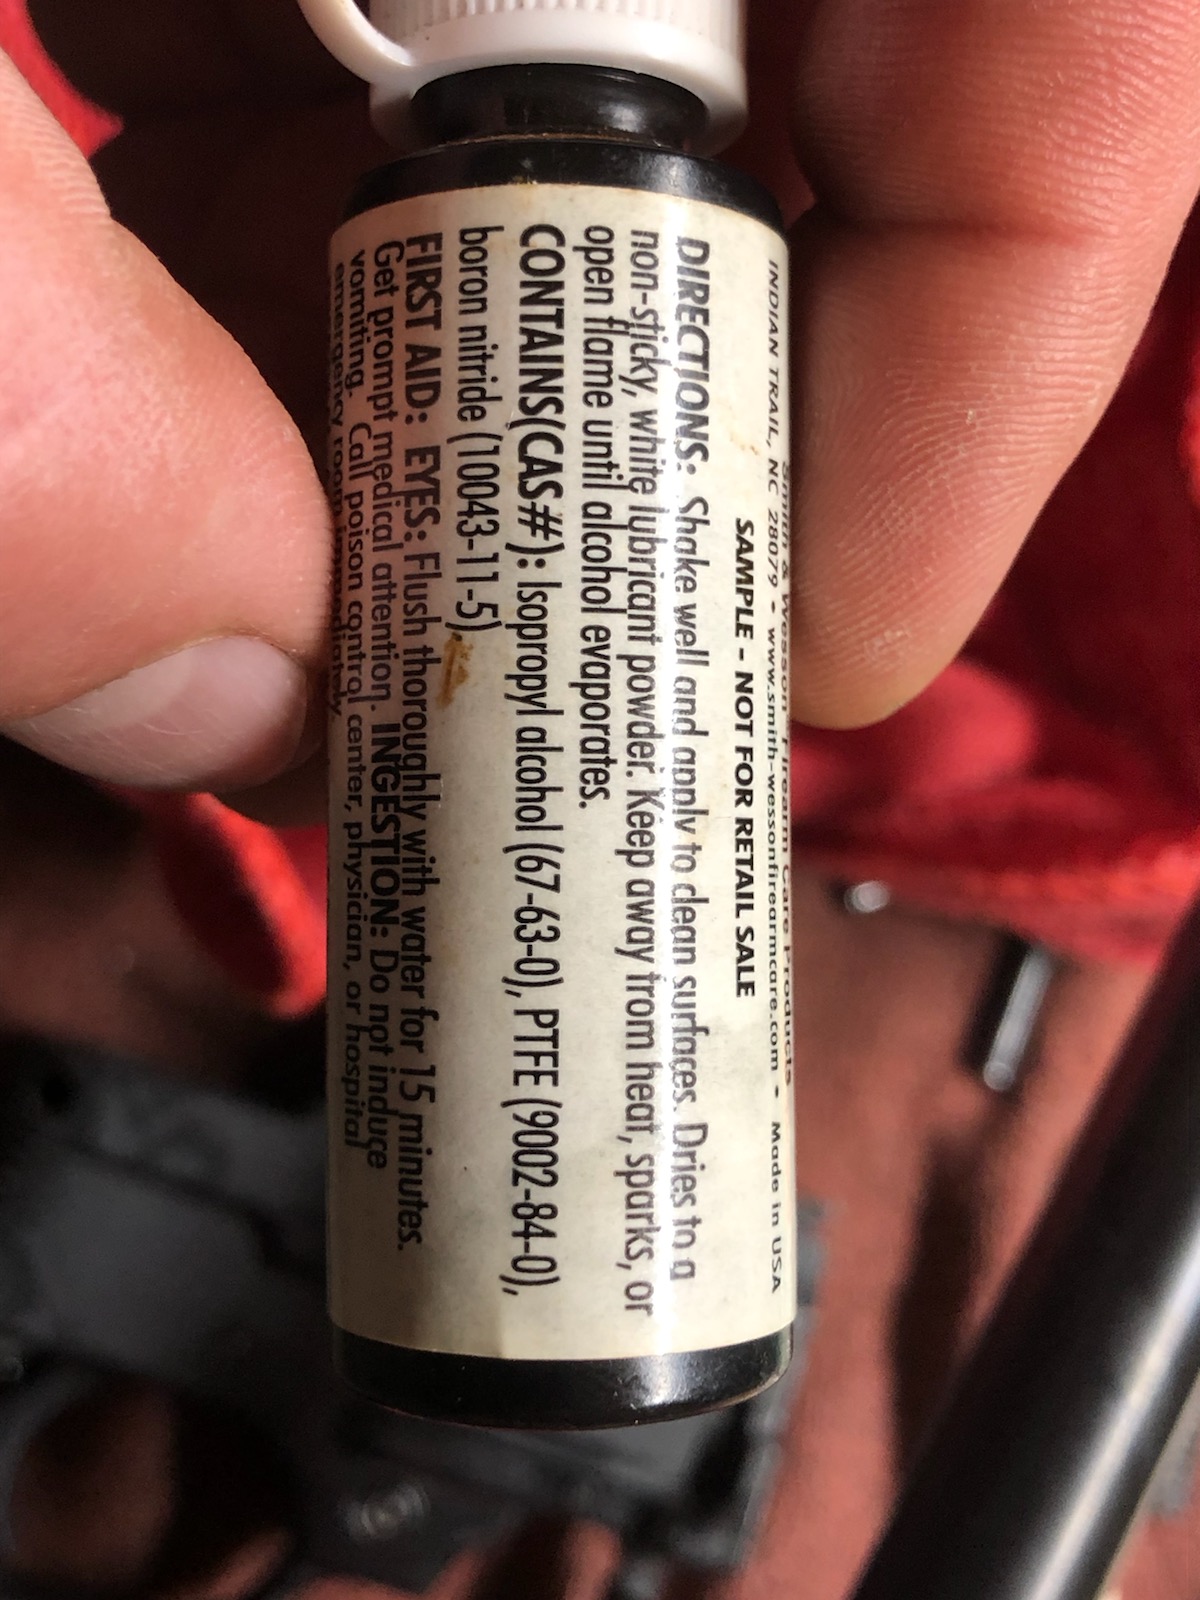 Smith & Wesson Firearm Care Products
INDIAN TRAIL, NC 28079 • www.smith-wessonfirearmcare.com • Made in USA
SAMPLE - NOT FOR RETAIL SALE
DIRECTIONS: Shake well and apply to clean surfaces. Dries to a
non-sticky, white lubricant powder. Keep away from heat, sparks, or
open flame until alcohol evaporates.
CONTAINS(CAS#): Isopropyl alcohol (67-63-0), PTFE (9002-84-0),
boron nitride (10043-11-5)
FIRST AID: EYES: Flush thoroughly with water for 15 minutes.
Get prompt medical attention. INGESTION: Do not induce
vomiting. Call poison control center, physician, or hospital
emergency room immediately.